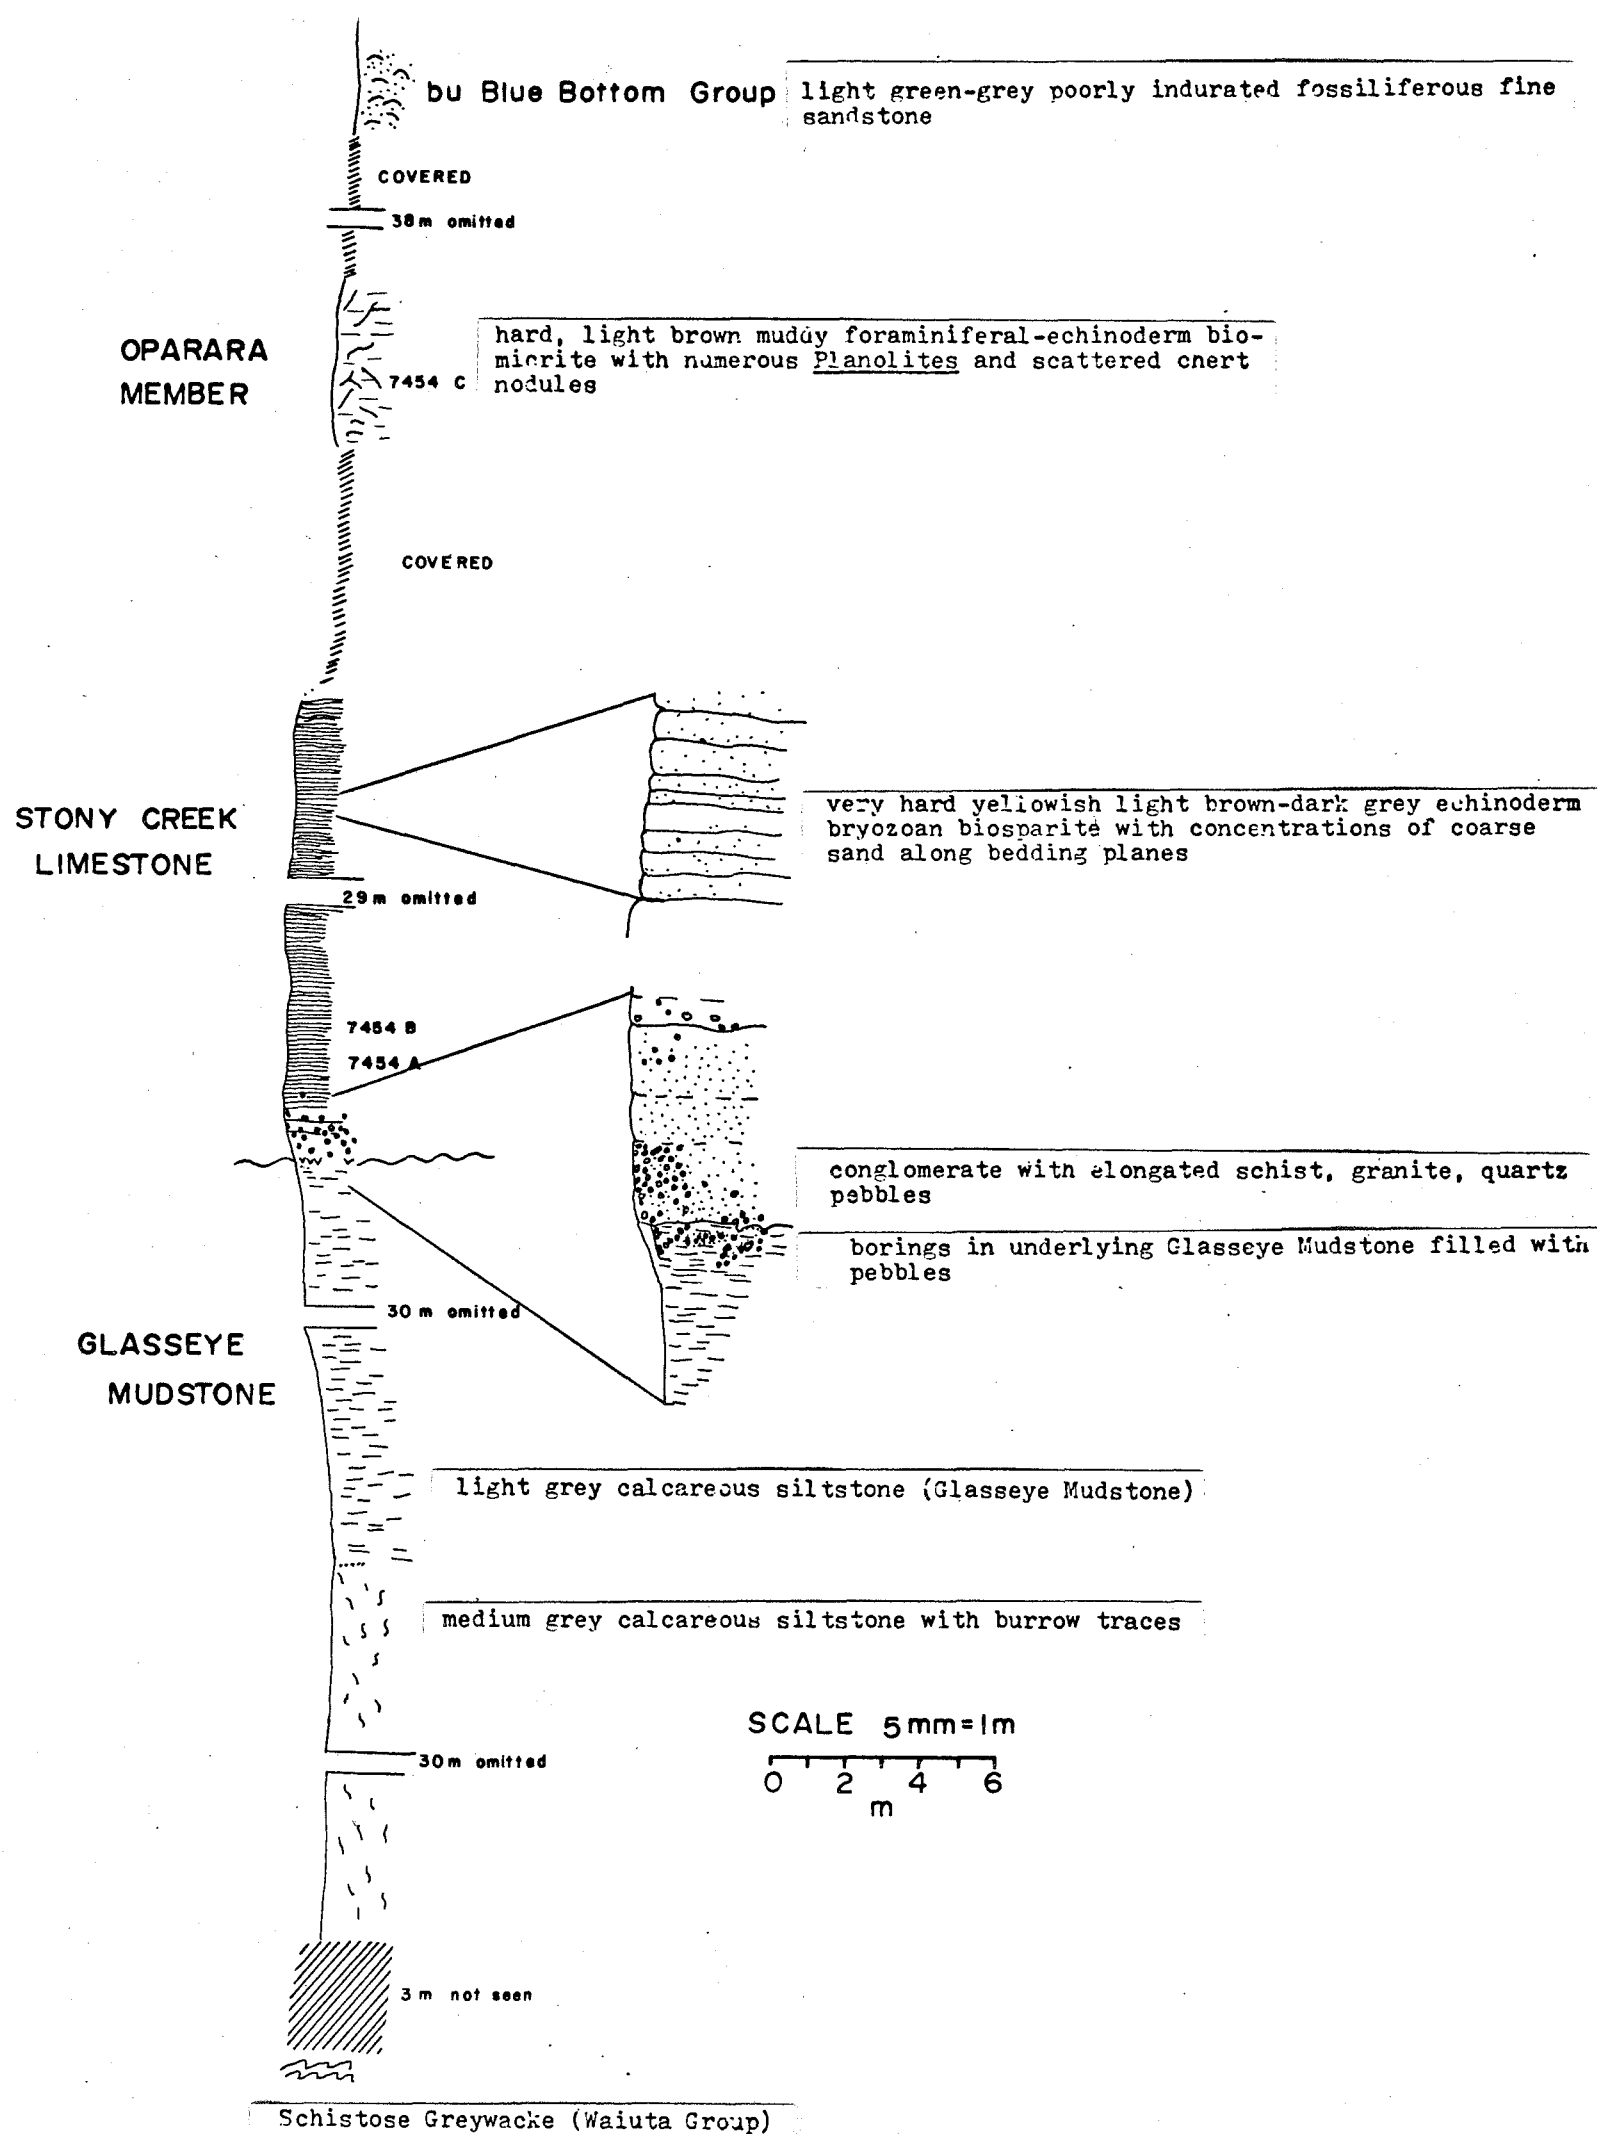 bu Blue Bottom Group
light green-grey poorly indurated fossiliferous fine
sandstone
COVERED
38m omitted
OPARARA
MEMBER
7454 C
hard, light brown muddy foraminiferal-echinoderm bio-
micrite with numerous Planolites and scattered chert
nodules
COVERED
STONY CREEK
LIMESTONE
very hard yellowish light brown-dark grey echinoderm
bryozoan biosparite with concentrations of coarse
sand along bedding planes
29m omitted
7454 B
7454 A
conglomerate with elongated schist, granite, quartz
pebbles
borings in underlying Glasseye Mudstone filled with
pebbles
30 m omitted
GLASSEYE
MUDSTONE
light grey calcareous siltstone (Glasseye Mudstone)
medium grey calcareous siltstone with burrow traces
SCALE 5mm=1m
0 2 4 6
m
30m omitted
3 m not seen
Schistose Greywacke (Waiuta Group)